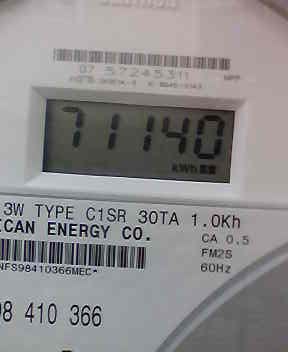 07 57245311
71140
kWh
3W TYPE C1SR 30TA 1.0Kh
ICAN ENERGY CO.
CA 0.5
NFS98410366MEC*
FM2S
60Hz
98 410 366